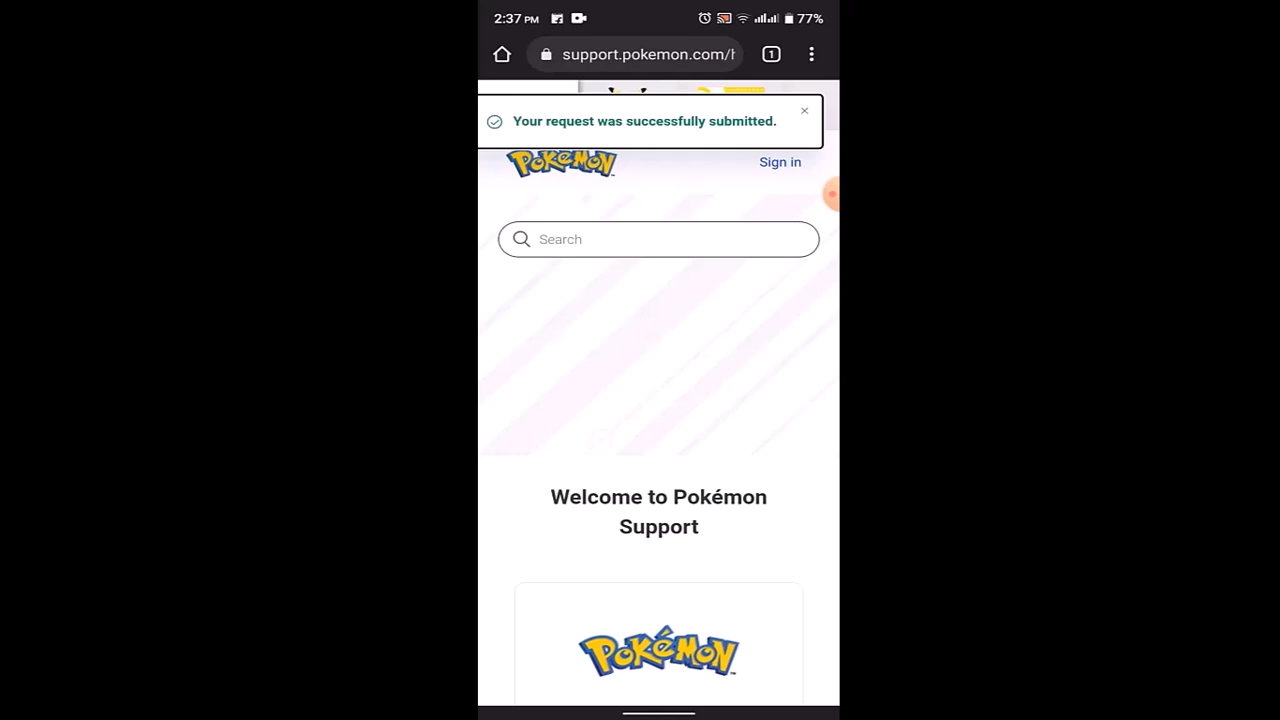 2:37 PM 77%
support.pokemon.com/h 1
Your request was successfully submitted.
POKéMON
Sign in
Search
Welcome to Pokémon
Support
POKéMON